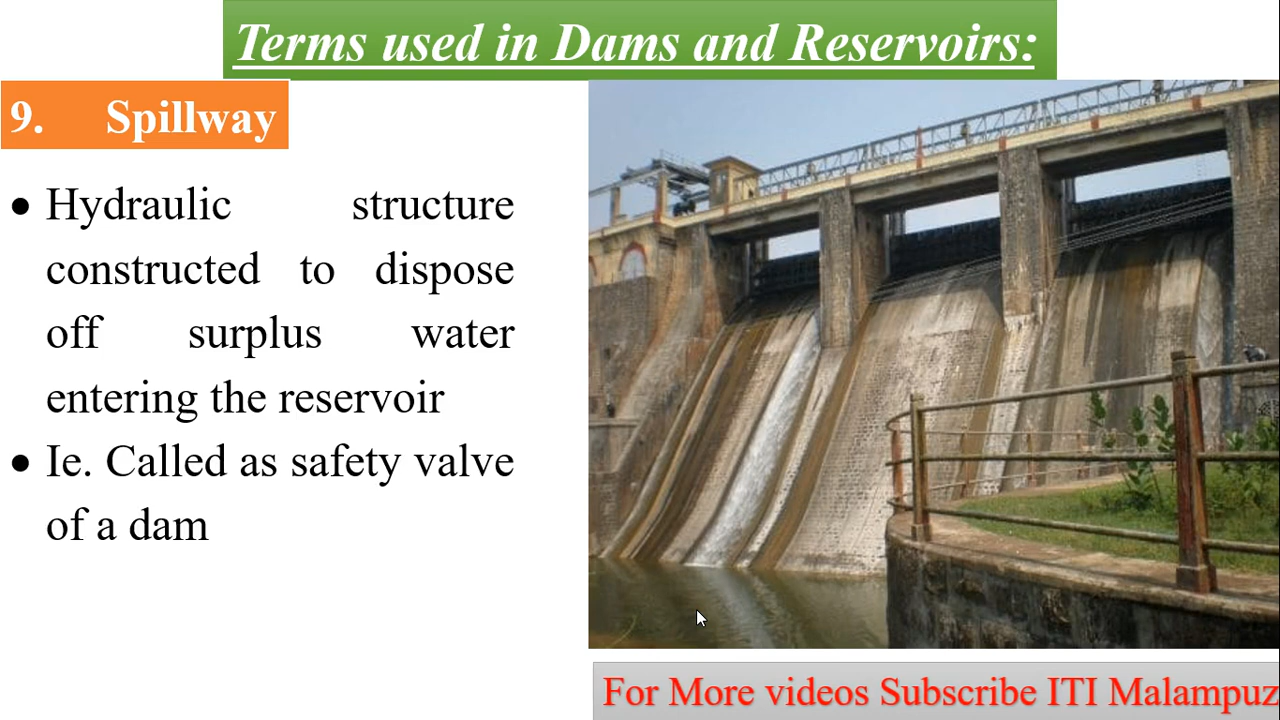 Terms used in Dams and Reservoirs:
9. Spillway
• Hydraulic structure
constructed to dispose
off surplus water
entering the reservoir
• Ie. Called as safety valve
of a dam
For More videos Subscribe ITI Malampuz